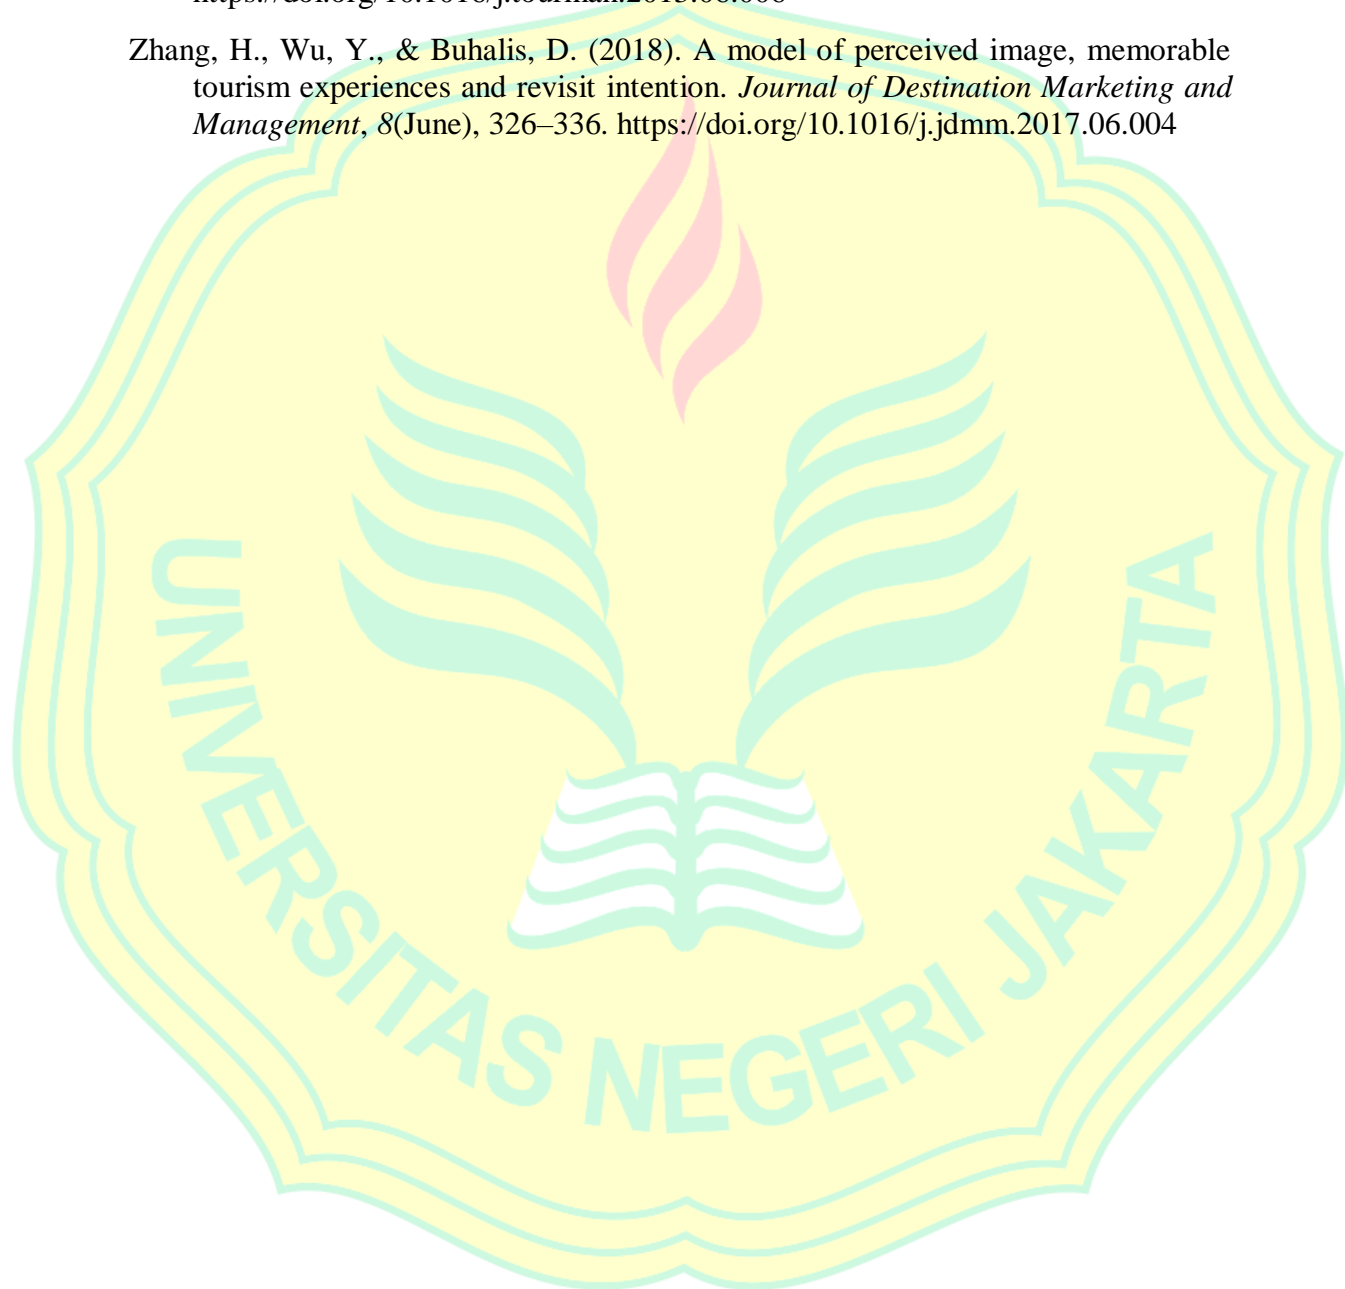 Zhang, H., Wu, Y., & Buhalis, D. (2018). A model of perceived image, memorable
tourism experiences and revisit intention. Journal of Destination Marketing and
Management, 8(June), 326–336. https://doi.org/10.1016/j.jdmm.2017.06.004
UNIVERSITAS NEGERI JAKARTA